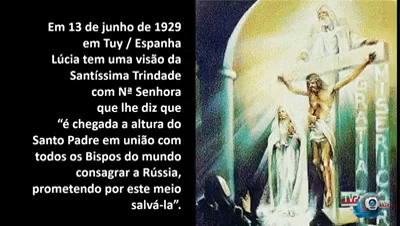 Em 13 de junho de 1929
em Tuy / Espanha
Lúcia tem uma visão da
Santíssima Trindade
com Nª Senhora
que lhe diz que
“é chegada a altura do
Santo Padre em união com
todos os Bispos do mundo
consagrar a Rússia,
prometendo por este meio
salvá-la”.
GRATIA E
MISERICOR